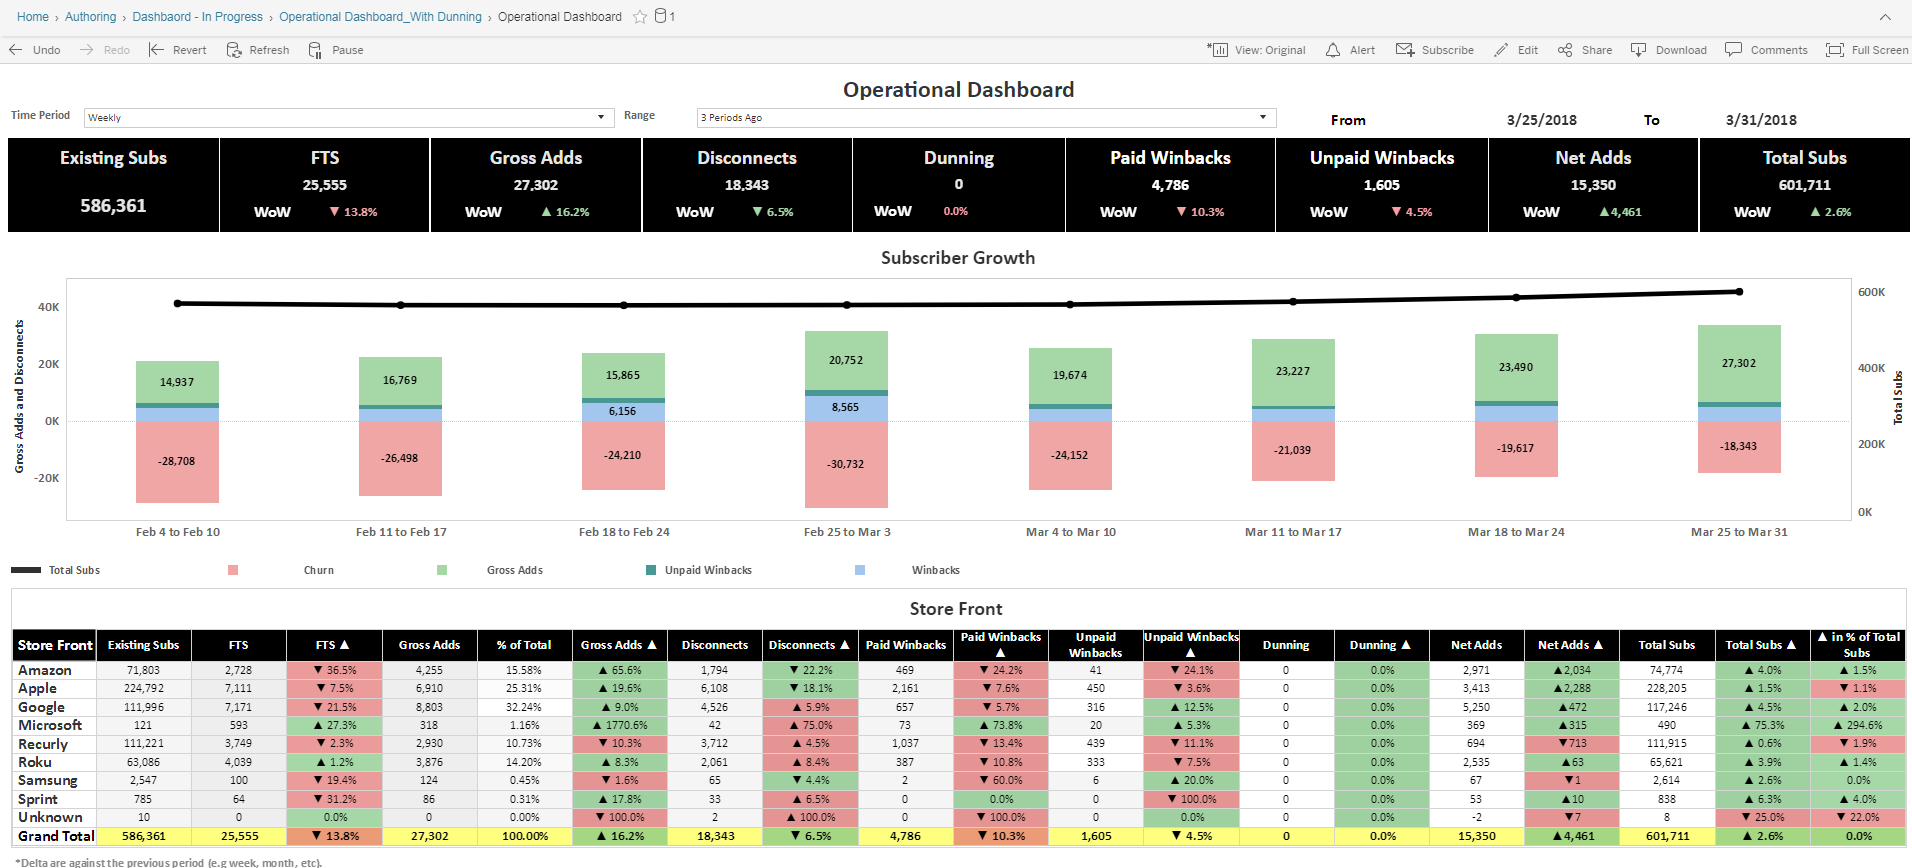 Home › Authoring › Dashbaord - In Progress › Operational Dashboard_With Dunning › Operational Dashboard 1
Undo Redo Revert Refresh Pause View: Original Alert Subscribe Edit Share Download Comments Full Screen
Operational Dashboard
Time Period Weekly Range 3 Periods Ago From 3/25/2018 To 3/31/2018
Existing Subs FTS Gross Adds Disconnects Dunning Paid Winbacks Unpaid Winbacks Net Adds Total Subs
586,361 25,555 27,302 18,343 0 4,786 1,605 15,350 601,711
WoW ▼ 13.8% WoW ▲ 16.2% WoW ▼ 6.5% WoW 0.0% WoW ▼ 10.3% WoW ▼ 4.5% WoW ▲4,461 WoW ▲ 2.6%
Subscriber Growth
Gross Adds and Disconnects
40K
20K
0K
-20K
14,937 16,769 15,865 20,752 19,674 23,227 23,490 27,302
6,156 8,565
-28,708 -26,498 -24,210 -30,732 -24,152 -21,039 -19,617 -18,343
600K
400K
200K
0K
Total Subs
Feb 4 to Feb 10 Feb 11 to Feb 17 Feb 18 to Feb 24 Feb 25 to Mar 3 Mar 4 to Mar 10 Mar 11 to Mar 17 Mar 18 to Mar 24 Mar 25 to Mar 31
Total Subs Churn Gross Adds Unpaid Winbacks Winbacks
Store Front
Store Front Existing Subs FTS FTS ▲ Gross Adds % of Total Gross Adds ▲ Disconnects Disconnects ▲ Paid Winbacks Paid Winbacks ▲ Unpaid Winbacks Unpaid Winbacks ▲ Dunning Dunning ▲ Net Adds Net Adds ▲ Total Subs Total Subs ▲ ▲ in % of Total Subs
Amazon 71,803 2,728 ▼ 36.5% 4,255 15.58% ▲ 65.6% 1,794 ▼ 22.2% 469 ▼ 24.2% 41 ▼ 24.1% 0 0.0% 2,971 ▲2,034 74,774 ▲ 4.0% ▲ 1.5%
Apple 224,792 7,111 ▼ 7.5% 6,910 25.31% ▲ 19.6% 6,108 ▼ 18.1% 2,161 ▼ 7.6% 450 ▼ 3.6% 0 0.0% 3,413 ▲2,288 228,205 ▲ 1.5% ▼ 1.1%
Google 111,996 7,171 ▼ 21.5% 8,803 32.24% ▲ 9.0% 4,526 ▲ 5.9% 657 ▼ 5.7% 316 ▲ 12.5% 0 0.0% 5,250 ▲472 117,246 ▲ 4.5% ▲ 2.0%
Microsoft 121 593 ▲ 27.3% 318 1.16% ▲ 1770.6% 42 ▲ 75.0% 73 ▲ 73.8% 20 ▲ 5.3% 0 0.0% 369 ▲315 490 ▲ 75.3% ▲ 294.6%
Recurly 111,221 3,749 ▼ 2.3% 2,930 10.73% ▼ 10.3% 3,712 ▲ 4.5% 1,037 ▼ 13.4% 439 ▼ 11.1% 0 0.0% 694 ▼713 111,915 ▲ 0.6% ▼ 1.9%
Roku 63,086 4,039 ▲ 1.2% 3,876 14.20% ▲ 8.3% 2,061 ▲ 8.4% 387 ▼ 10.8% 333 ▼ 7.5% 0 0.0% 2,535 ▲63 65,621 ▲ 3.9% ▲ 1.4%
Samsung 2,547 100 ▼ 19.4% 124 0.45% ▼ 1.6% 65 ▼ 4.4% 2 ▼ 60.0% 6 ▲ 20.0% 0 0.0% 67 ▼1 2,614 ▲ 2.6% 0.0%
Sprint 785 64 ▼ 31.2% 86 0.31% ▲ 17.8% 33 ▲ 6.5% 0 0.0% 0 ▼ 100.0% 0 0.0% 53 ▲10 838 ▲ 6.3% ▲ 4.0%
Unknown 10 0 0.0% 0 0.00% ▼ 100.0% 2 ▲ 100.0% 0 ▼ 100.0% 0 0.0% 0 0.0% -2 ▼7 8 ▼ 25.0% ▼ 22.0%
Grand Total 586,361 25,555 ▼ 13.8% 27,302 100.00% ▲ 16.2% 18,343 ▼ 6.5% 4,786 ▼ 10.3% 1,605 ▼ 4.5% 0 0.0% 15,350 ▲4,461 601,711 ▲ 2.6% 0.0%
*Delta are against the previous period (e.g week, month, etc).